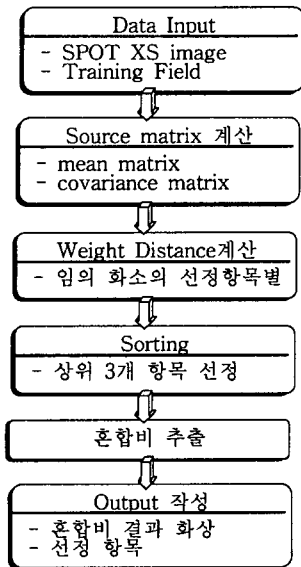 Data Input
- SPOT XS image
- Training Field
Source matrix 계산
- mean matrix
- covariance matrix
Weight Distance계산
- 임의 화소의 선정항목별
Sorting
- 상위 3개 항목 선정
혼합비 추출
Output 작성
- 혼합비 결과 화상
- 선정 항목